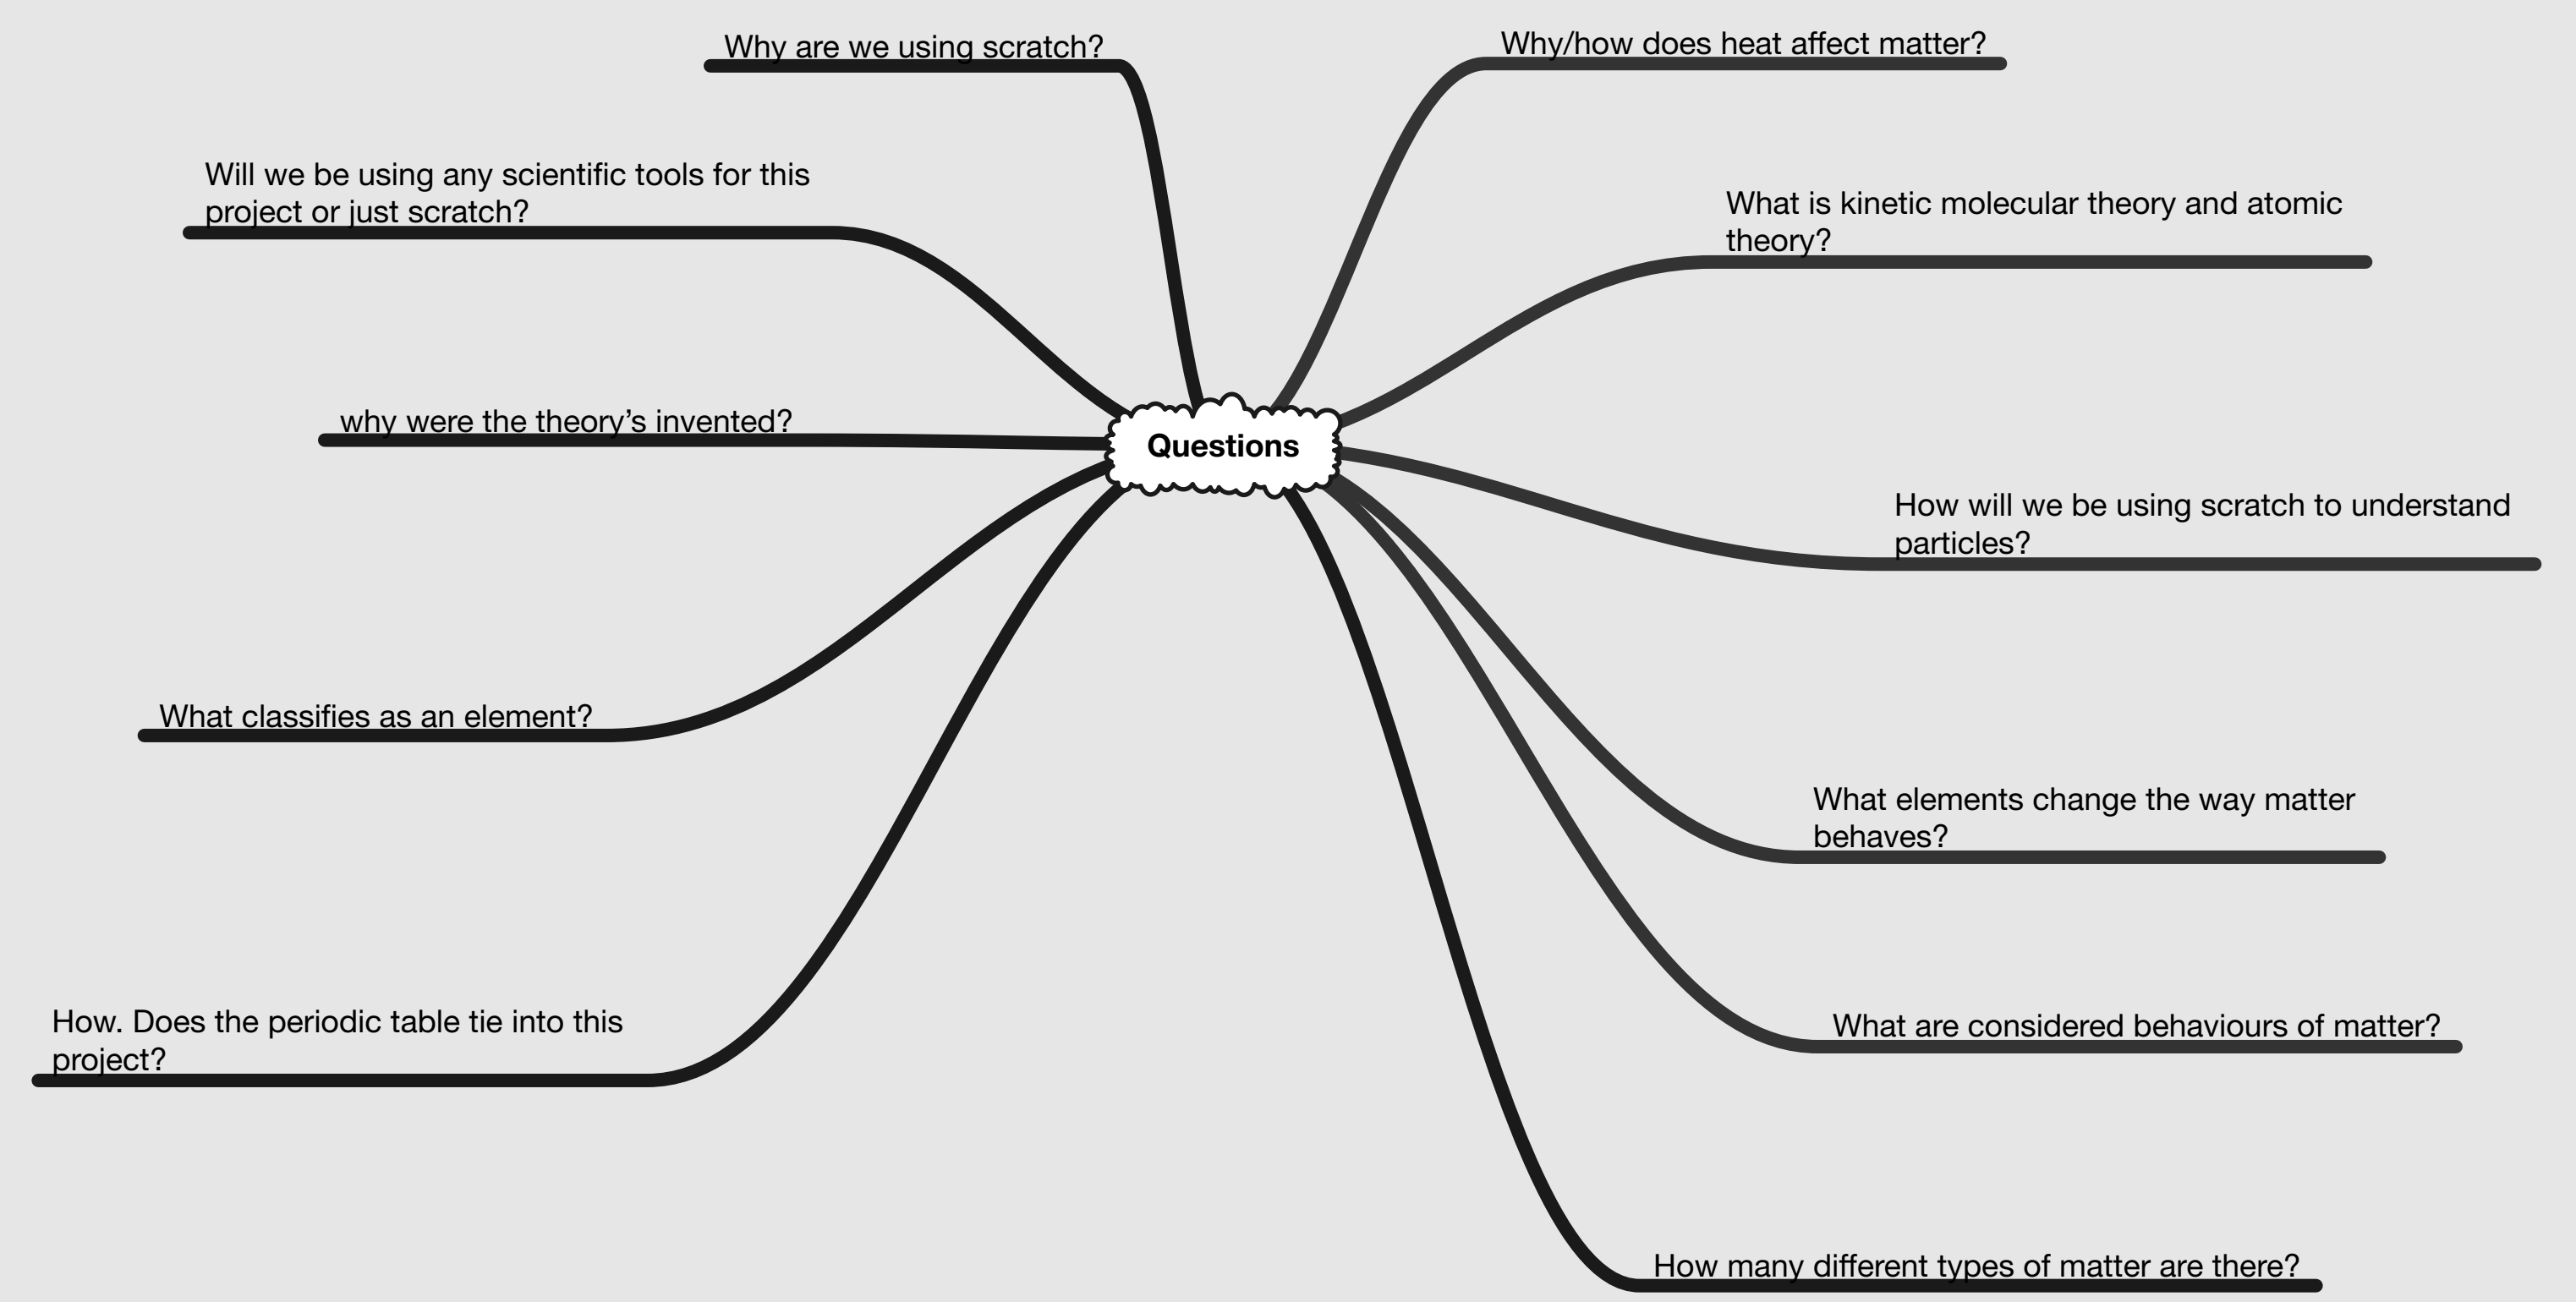 Why are we using scratch?
Why/how does heat affect matter?
Will we be using any scientific tools for this
project or just scratch?
What is kinetic molecular theory and atomic
theory?
why were the theory’s invented?
Questions
How will we be using scratch to understand
particles?
What classifies as an element?
What elements change the way matter
behaves?
How. Does the periodic table tie into this
project?
What are considered behaviours of matter?
How many different types of matter are there?